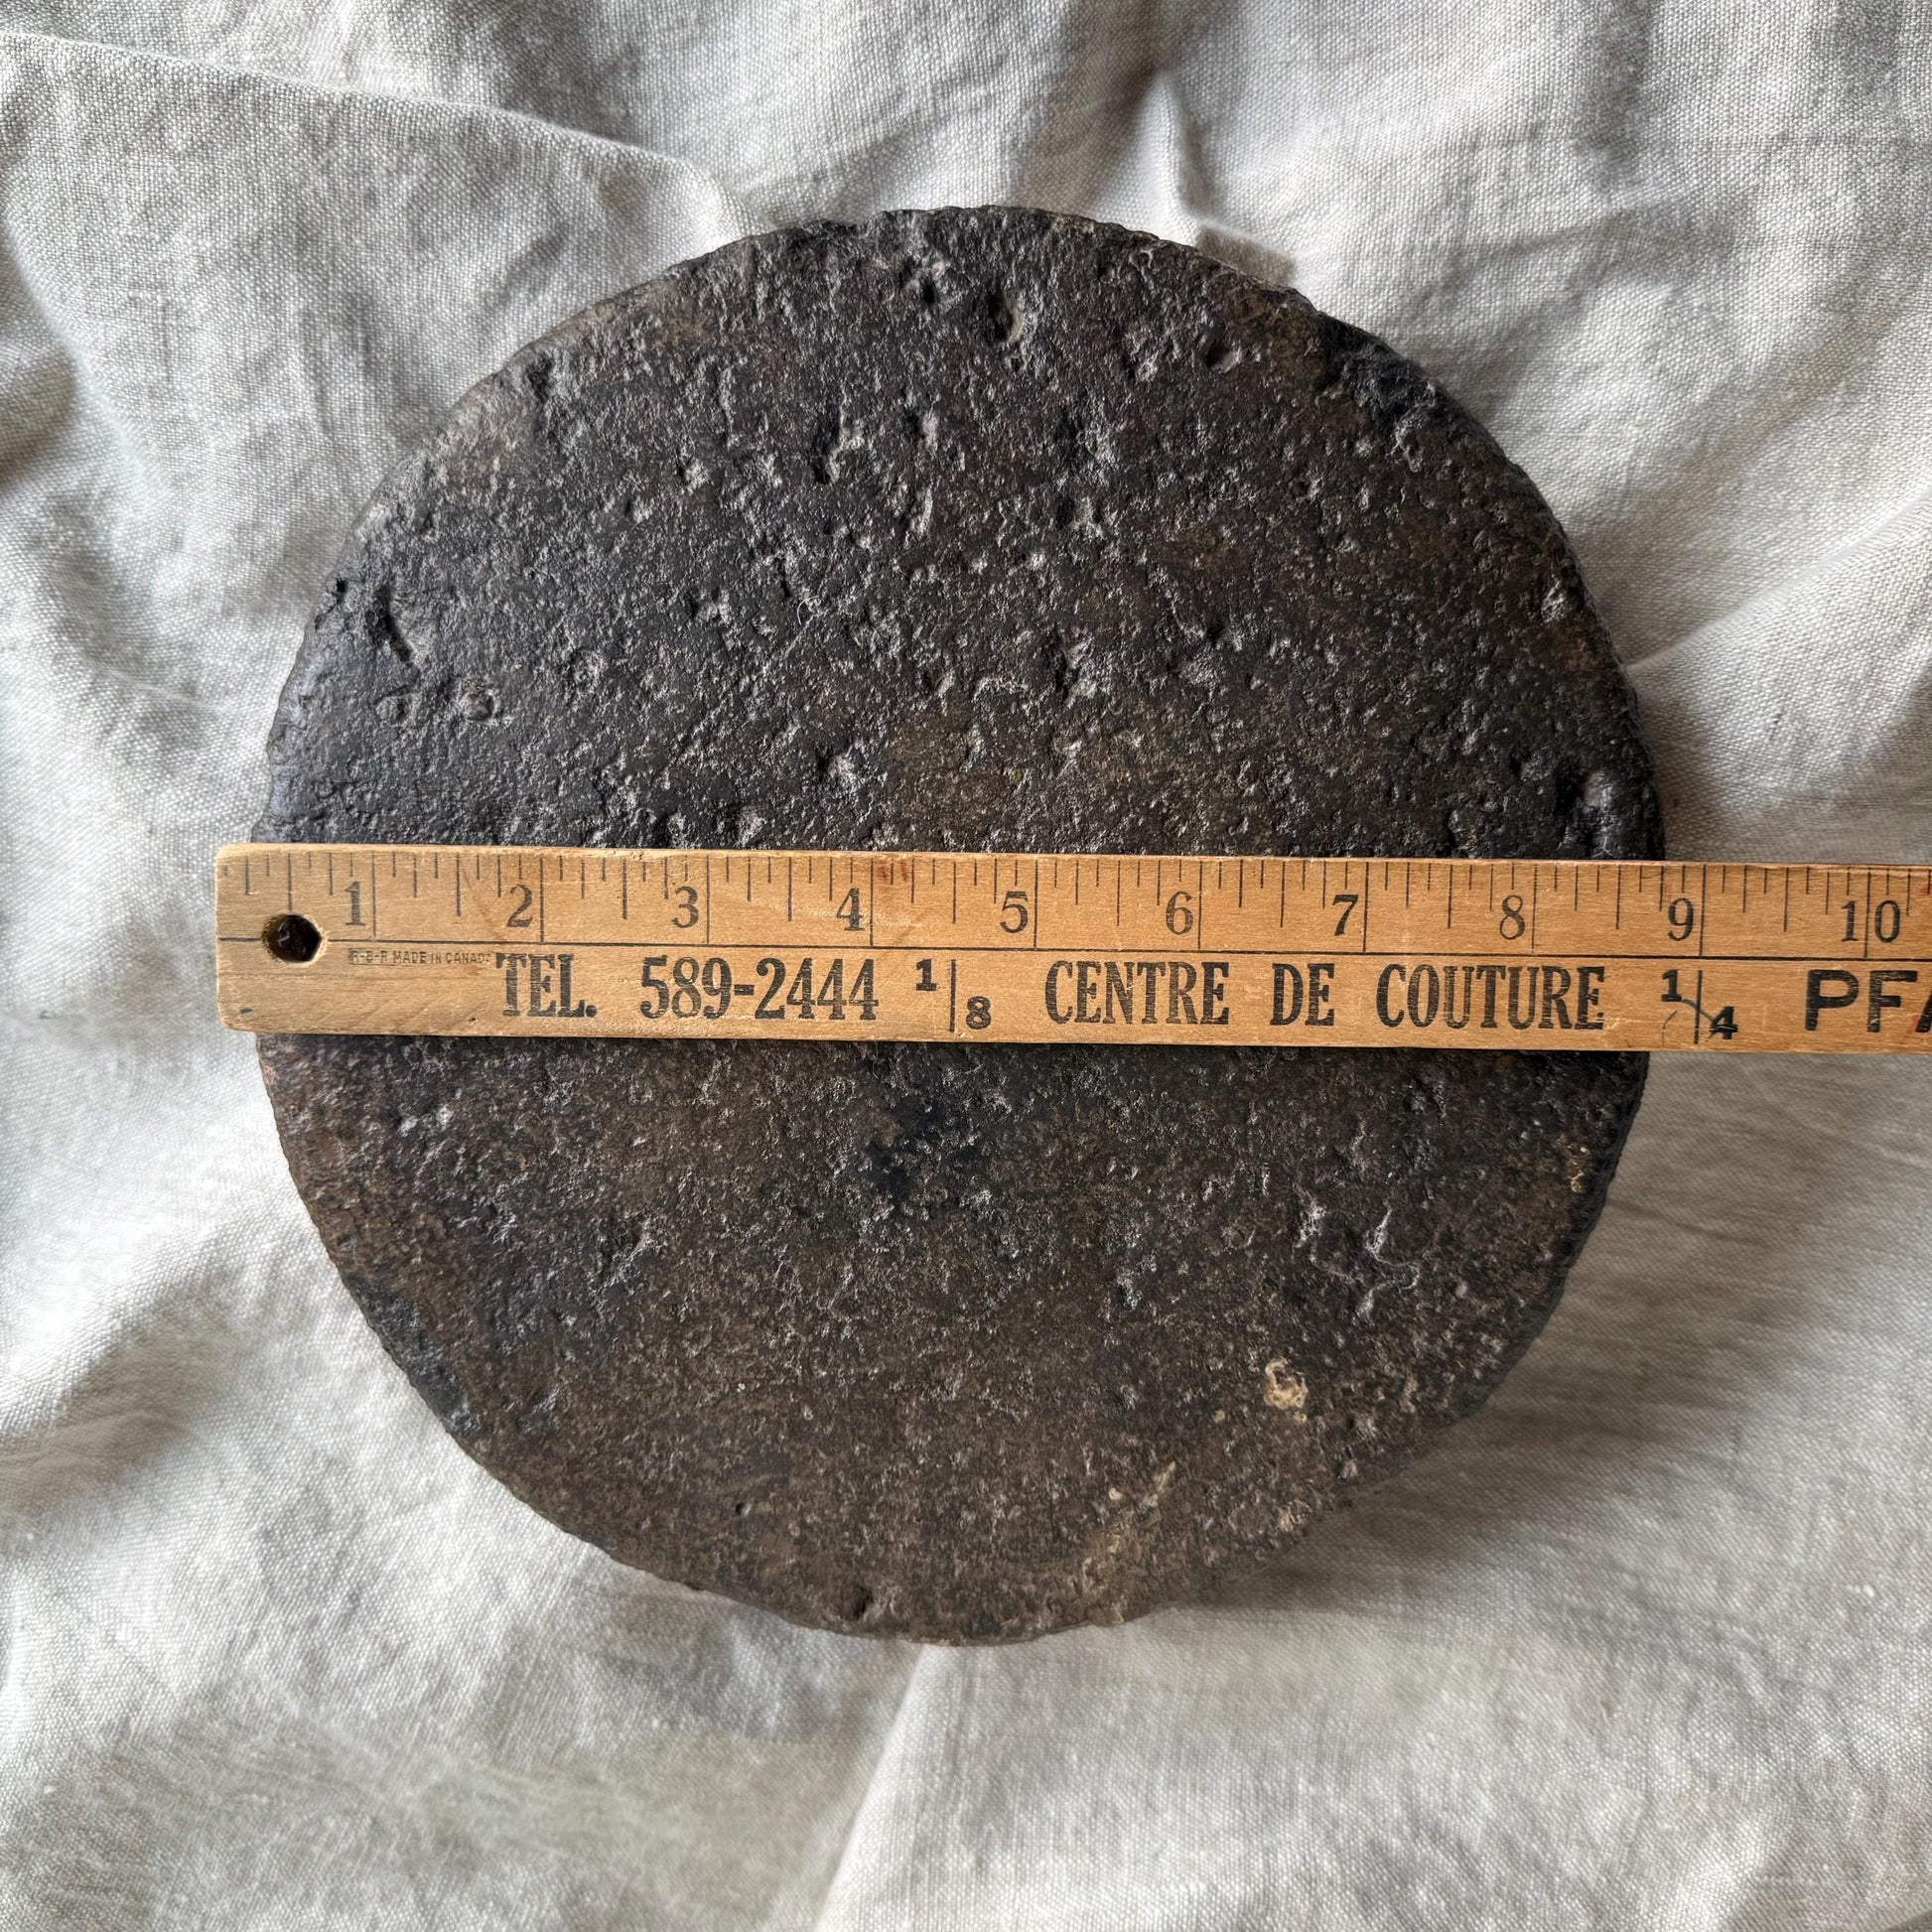 1 2 3 4 5 6 7 8 9 10
R-B-R MADE IN CANADA
TEL. 589-2444 1/8 CENTRE DE COUTURE 1/4